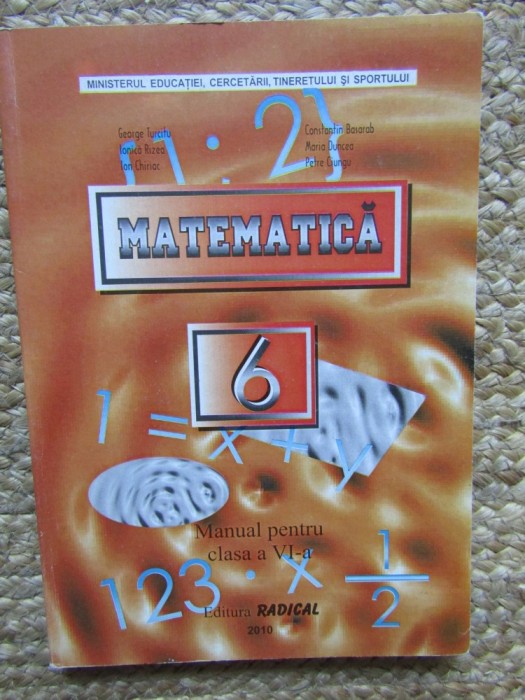 MINISTERUL EDUCAȚIEI, CERCETĂRII, TINERETULUI ȘI SPORTULUI
[1; 2}
George Turcitu
Ionica Rizea
Ion Chiriac
Constantin Basarab
Maria Duncea
Petre Ciungu
MATEMATICĂ
6
1 = x + y
Manual pentru
clasa a VI-a
123 · x 1/2
Editura RADICAL
2010